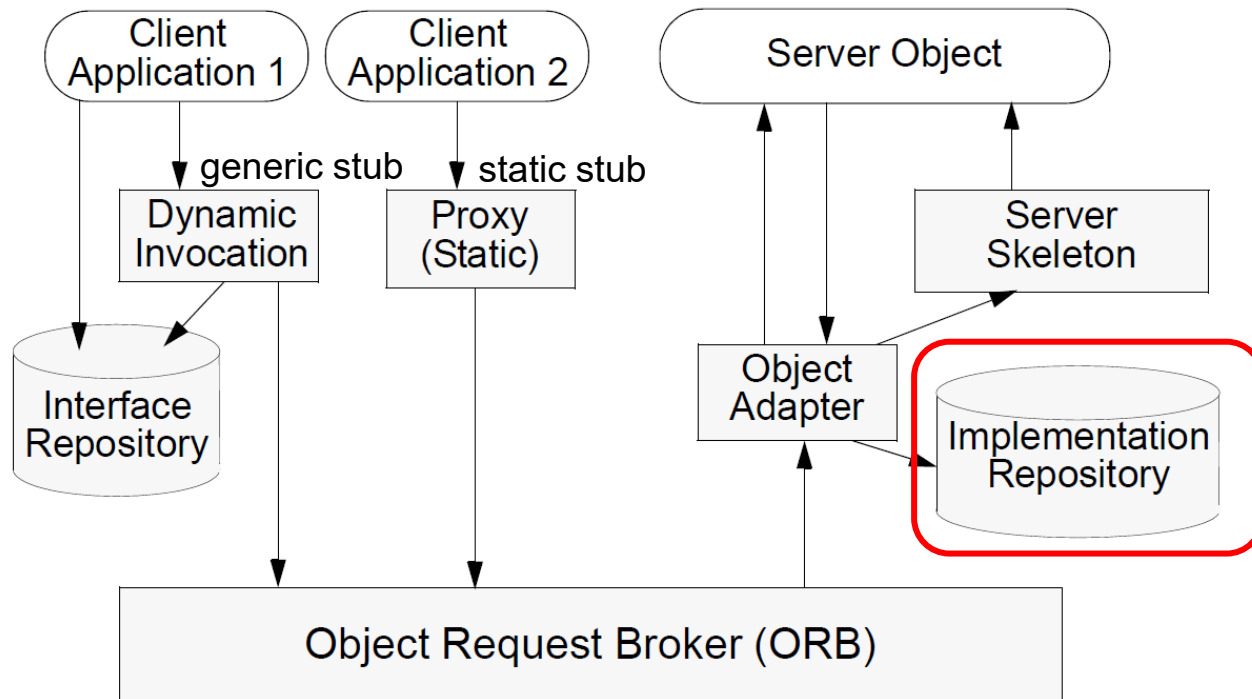 Client
Application 1
Client
Application 2
Server Object
generic stub
static stub
Dynamic
Invocation
Proxy
(Static)
Server
Skeleton
Interface
Repository
Object
Adapter
Implementation
Repository
Object Request Broker (ORB)